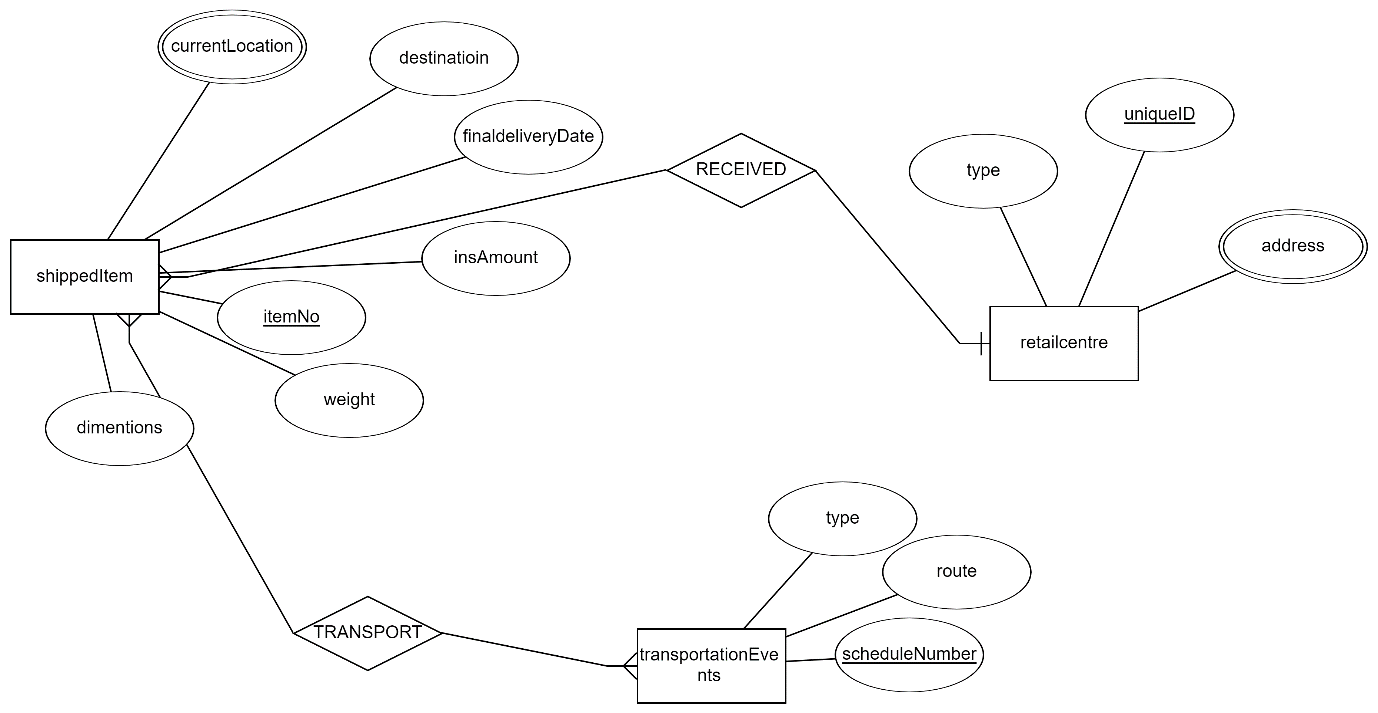 currentLocation
destinatioin
finaldeliveryDate
uniqueID
RECEIVED
type
address
insAmount
shippedItem
itemNo
retailcentre
weight
dimentions
type
route
TRANSPORT
transportationEve
nts
scheduleNumber